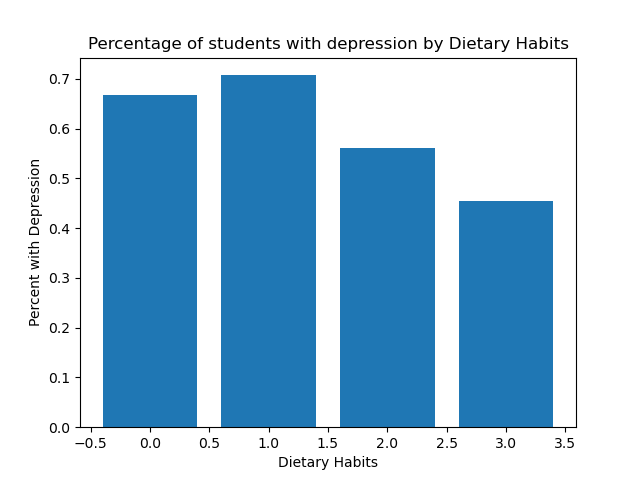 Percentage of students with depression by Dietary Habits
0.7
0.6
0.5
0.4
0.3
0.2
0.1
0.0
Percent with Depression
−0.5 0.0 0.5 1.0 1.5 2.0 2.5 3.0 3.5
Dietary Habits